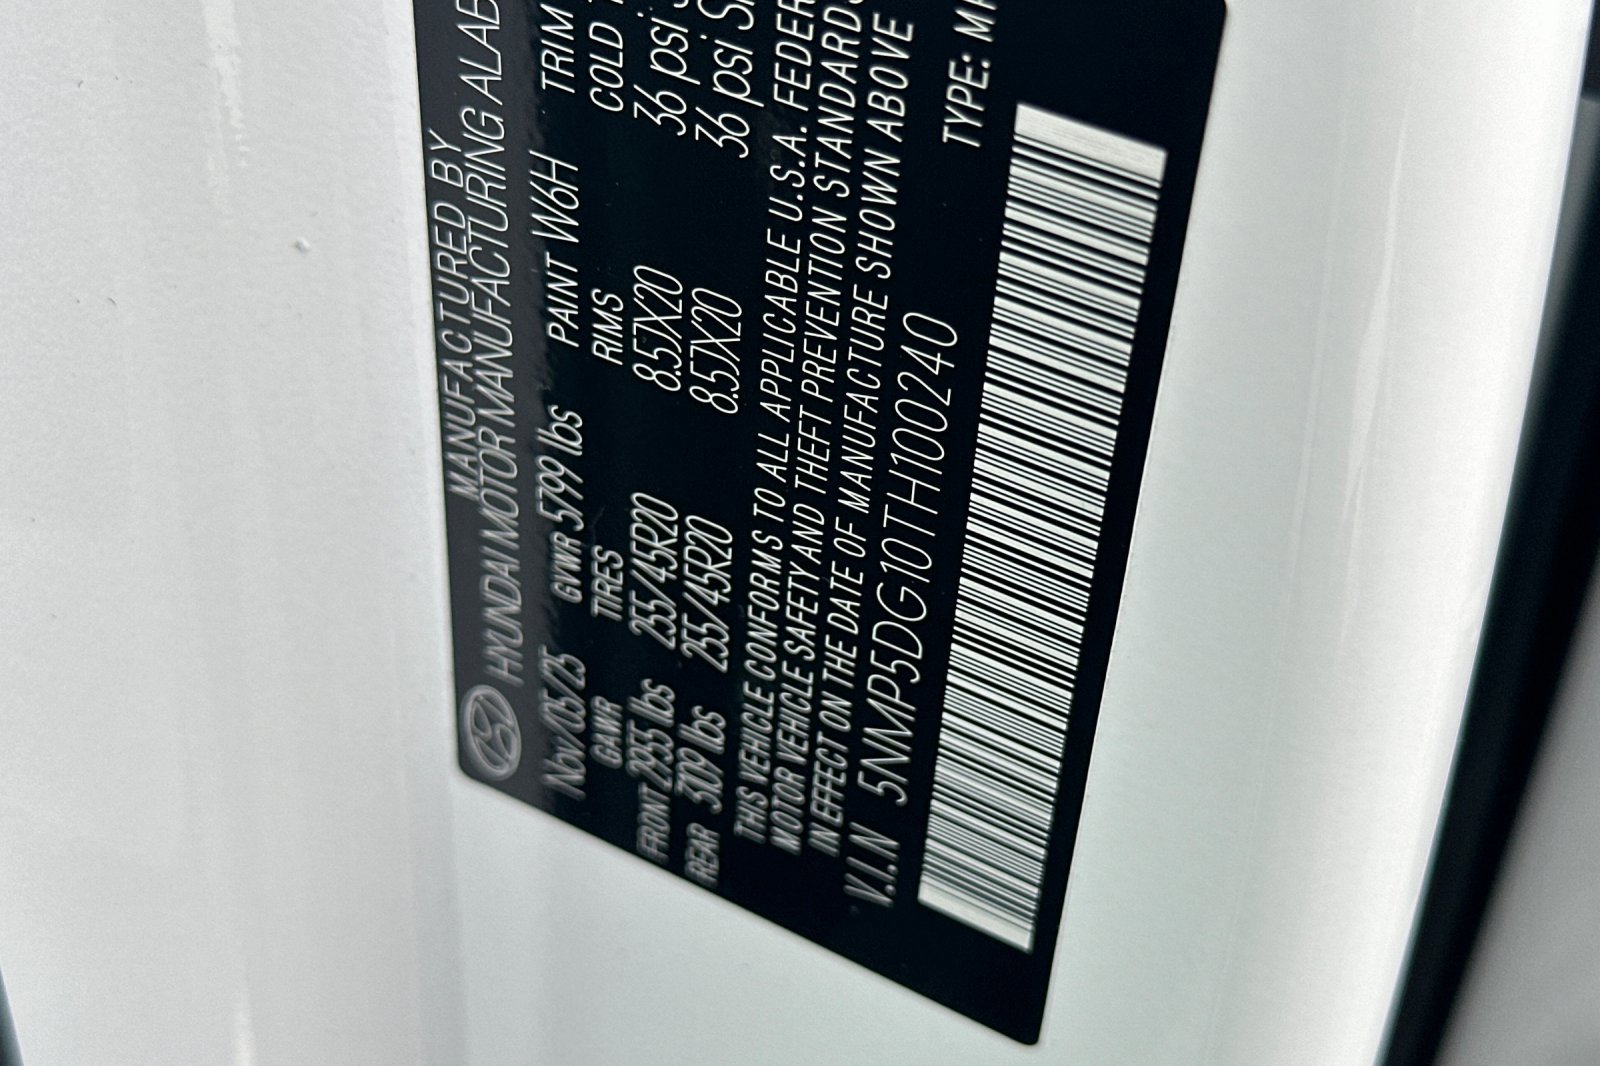 MANUFACTURED BY
HYUNDAI MOTOR MANUFACTURING ALAB
Nov/05/25 GVWR 5799 lbs PAINT W6H TRIM
GAWR TIRES RIMS COLD
FRONT 2955 lbs 255/45R20 8.5JX20 36 psi
REAR 3109 lbs 255/45R20 8.5JX20 36 psi
THIS VEHICLE CONFORMS TO ALL APPLICABLE U.S.A. FEDER
MOTOR VEHICLE SAFETY AND THEFT PREVENTION STANDARDS
IN EFFECT ON THE DATE OF MANUFACTURE SHOWN ABOVE
V.I.N 5NMP5DG10TH100240 TYPE: MP